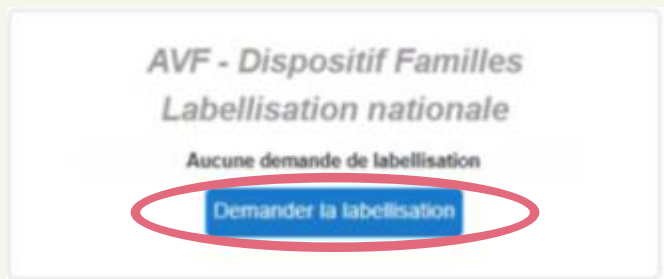 AVF - Dispositif Familles
Labellisation nationale
Aucune demande de labellisation
Demander la labellisation